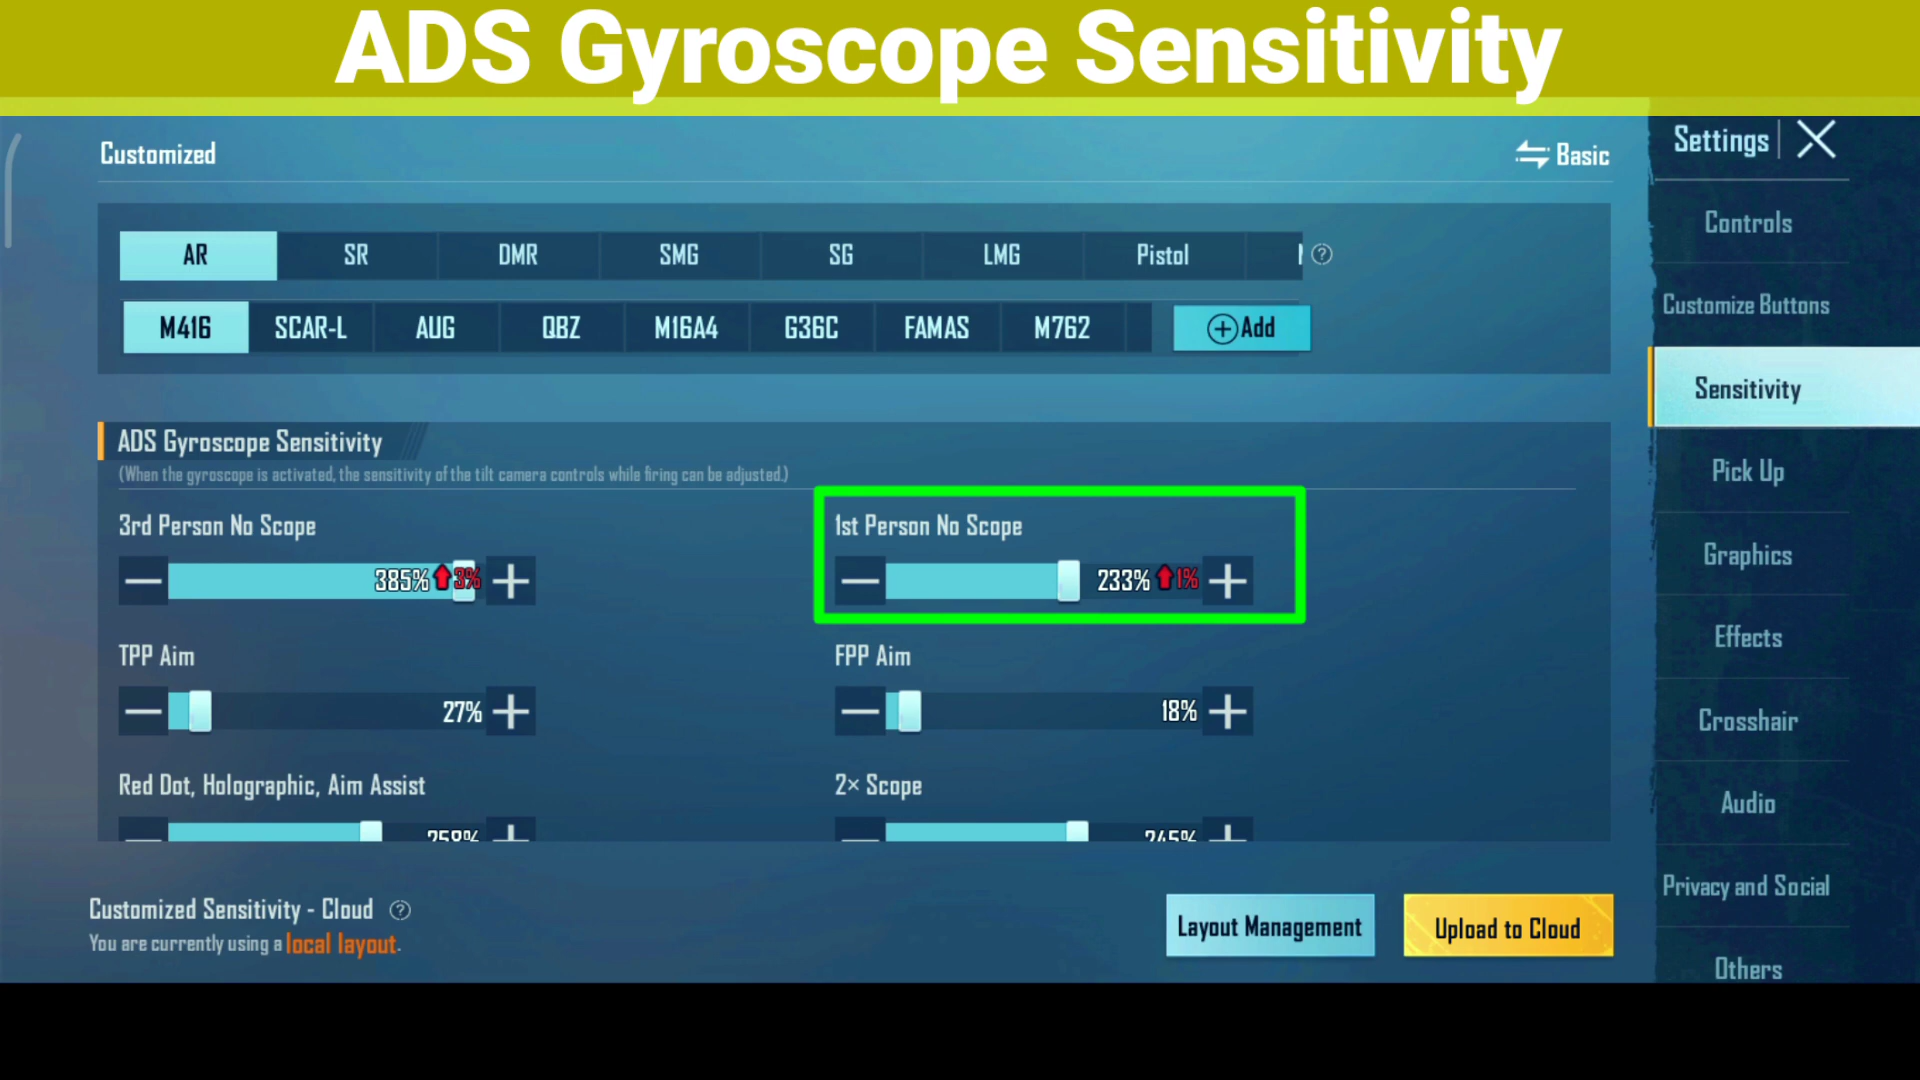 ADS Gyroscope Sensitivity
Customized
Basic
Settings
AR SR DMR SMG SG LMG Pistol
M416 SCAR-L AUG QBZ M16A4 G36C FAMAS M762 Add
ADS Gyroscope Sensitivity
(When the gyroscope is activated, the sensitivity of the tilt camera controls while firing can be adjusted.)
3rd Person No Scope
385% 3%
1st Person No Scope
233% 1%
TPP Aim
27%
FPP Aim
18%
Red Dot, Holographic, Aim Assist
258%
2× Scope
245%
Customized Sensitivity - Cloud
You are currently using a local layout.
Layout Management
Upload to Cloud
Controls
Customize Buttons
Sensitivity
Pick Up
Graphics
Effects
Crosshair
Audio
Privacy and Social
Others